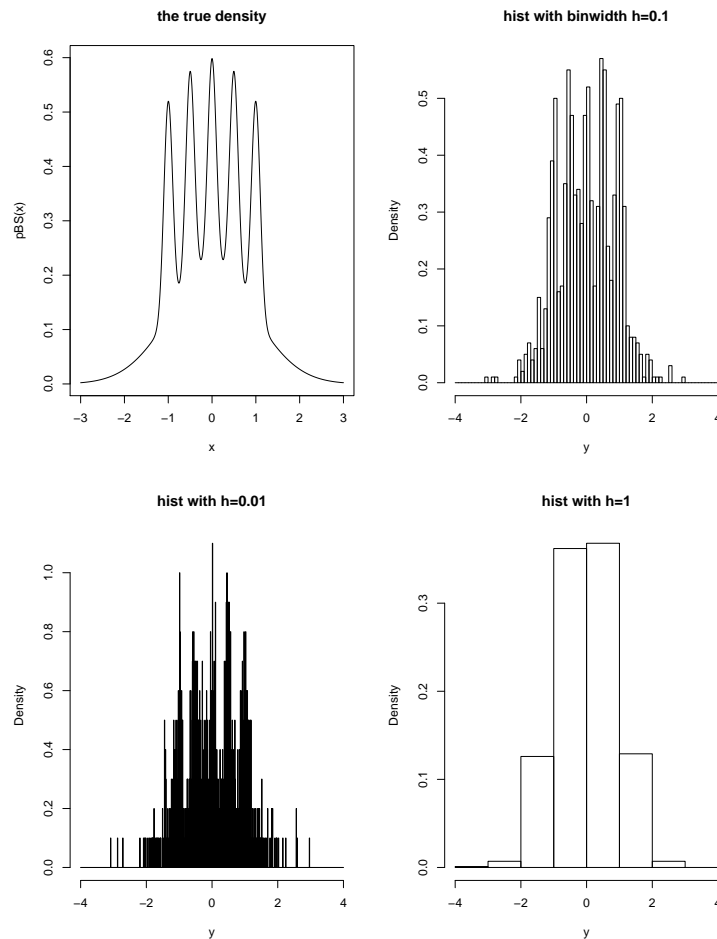 the true density
pBS(x)
0.0 0.1 0.2 0.3 0.4 0.5 0.6
−3 −2 −1 0 1 2 3
x
hist with binwidth h=0.1
Density
0.0 0.1 0.2 0.3 0.4 0.5
−4 −2 0 2 4
y
hist with h=0.01
Density
0.0 0.2 0.4 0.6 0.8 1.0
−4 −2 0 2 4
y
hist with h=1
Density
0.0 0.1 0.2 0.3
−4 −2 0 2 4
y